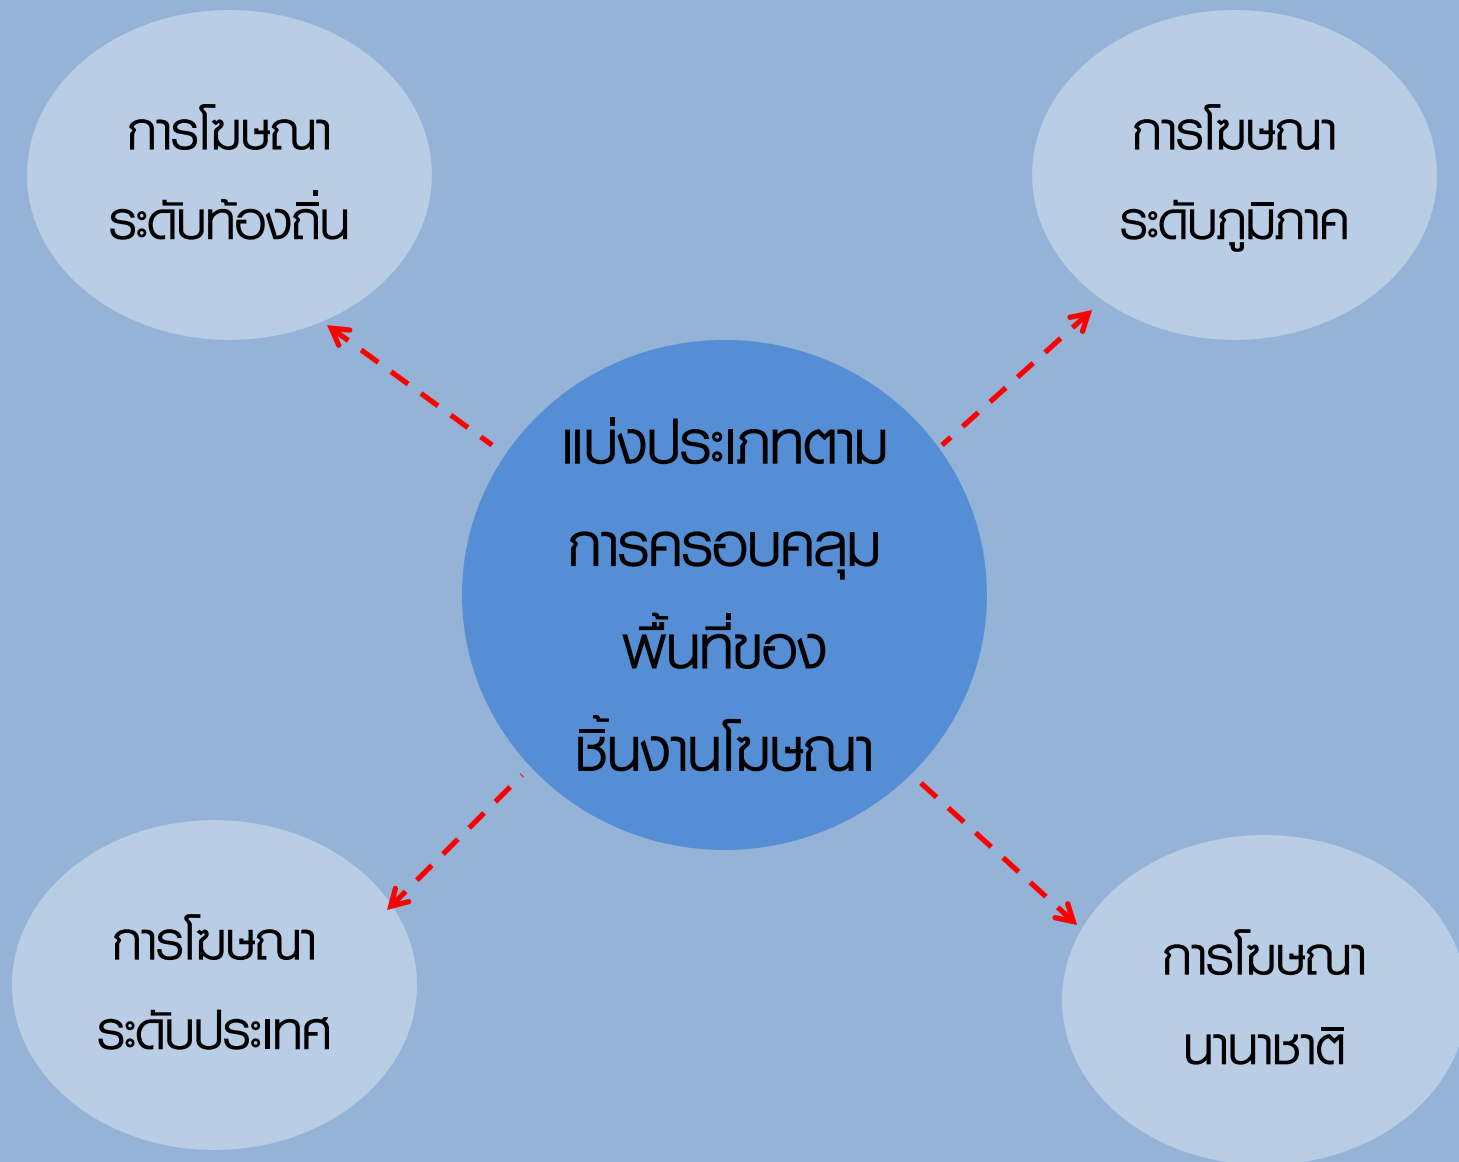 การโฆษณา
ระดับท้องถิ่น
การโฆษณา
ระดับภูมิภาค
แบ่งประเภทตาม
การครอบคลุม
พื้นที่ของ
ชิ้นงานโฆษณา
การโฆษณา
ระดับประเทศ
การโฆษณา
นานาชาติ